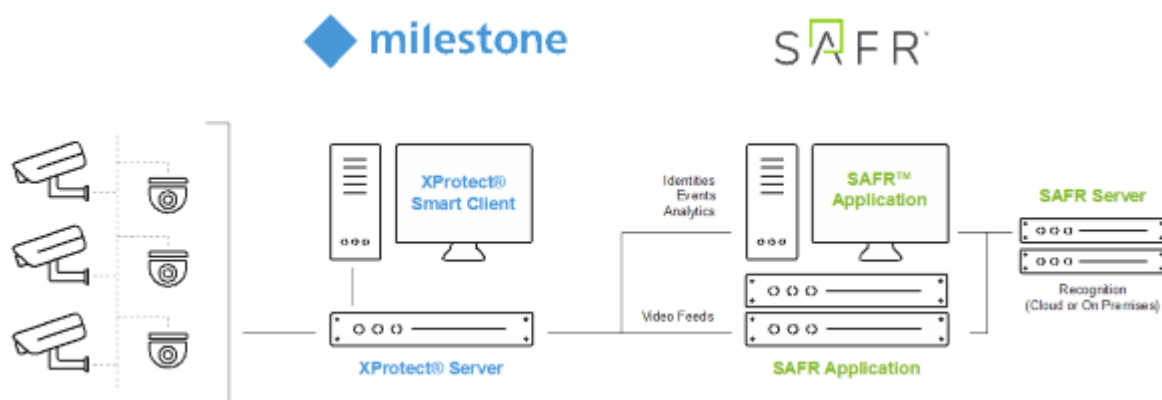 milestone
SAFR™
XProtect®
Smart Client
Identities
Events
Analytics
SAFR™
Application
SAFR Server
Recognition
(Cloud or On Premises)
Video Feeds
XProtect® Server
SAFR Application